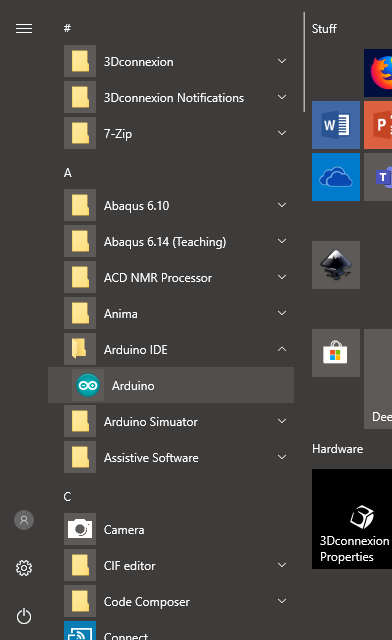 #
3Dconnexion
3Dconnexion Notifications
7-Zip
A
Abaqus 6.10
Abaqus 6.14 (Teaching)
ACD NMR Processor
Anima
Arduino IDE
Arduino
Arduino Simuator
Assistive Software
C
Camera
CIF editor
Code Composer
Connect
Stuff
W
P
T
Dee
Hardware
3Dconnexion
Properties